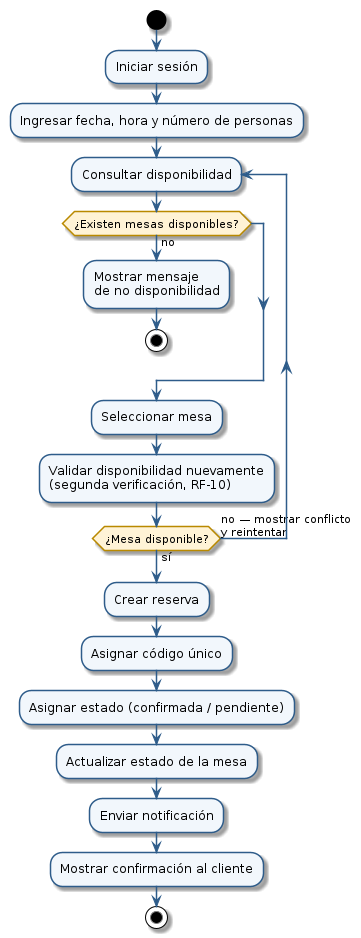 Iniciar sesión
Ingresar fecha, hora y número de personas
Consultar disponibilidad
¿Existen mesas disponibles?
no
Mostrar mensaje
de no disponibilidad
Seleccionar mesa
Validar disponibilidad nuevamente
(segunda verificación, RF-10)
¿Mesa disponible?
no — mostrar conflicto
y reintentar
sí
Crear reserva
Asignar código único
Asignar estado (confirmada / pendiente)
Actualizar estado de la mesa
Enviar notificación
Mostrar confirmación al cliente